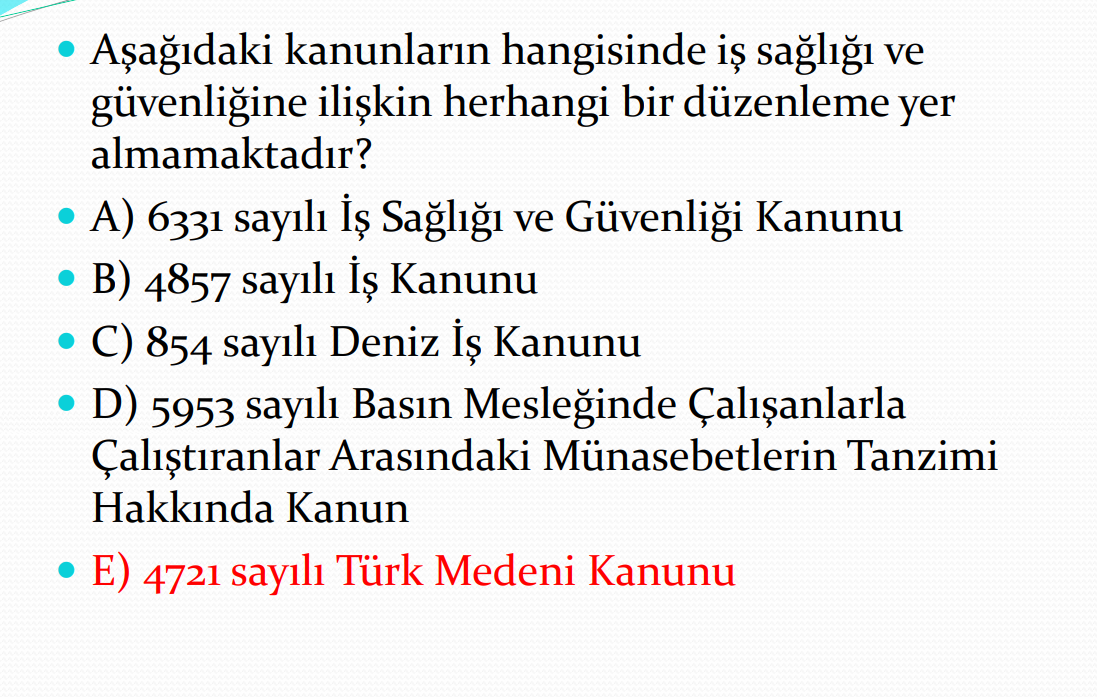 • Aşağıdaki kanunların hangisinde iş sağlığı ve
güvenliğine ilişkin herhangi bir düzenleme yer
almamaktadır?
• A) 6331 sayılı İş Sağlığı ve Güvenliği Kanunu
• B) 4857 sayılı İş Kanunu
• C) 854 sayılı Deniz İş Kanunu
• D) 5953 sayılı Basın Mesleğinde Çalışanlarla
Çalıştıranlar Arasındaki Münasebetlerin Tanzimi
Hakkında Kanun
• E) 4721 sayılı Türk Medeni Kanunu